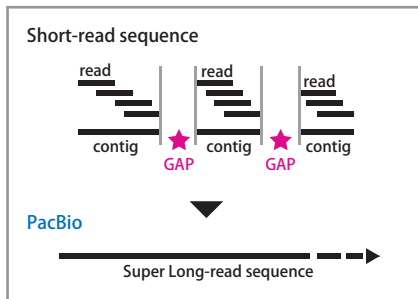 Short-read sequence
read read read
contig contig contig
GAP GAP
PacBio
Super Long-read sequence